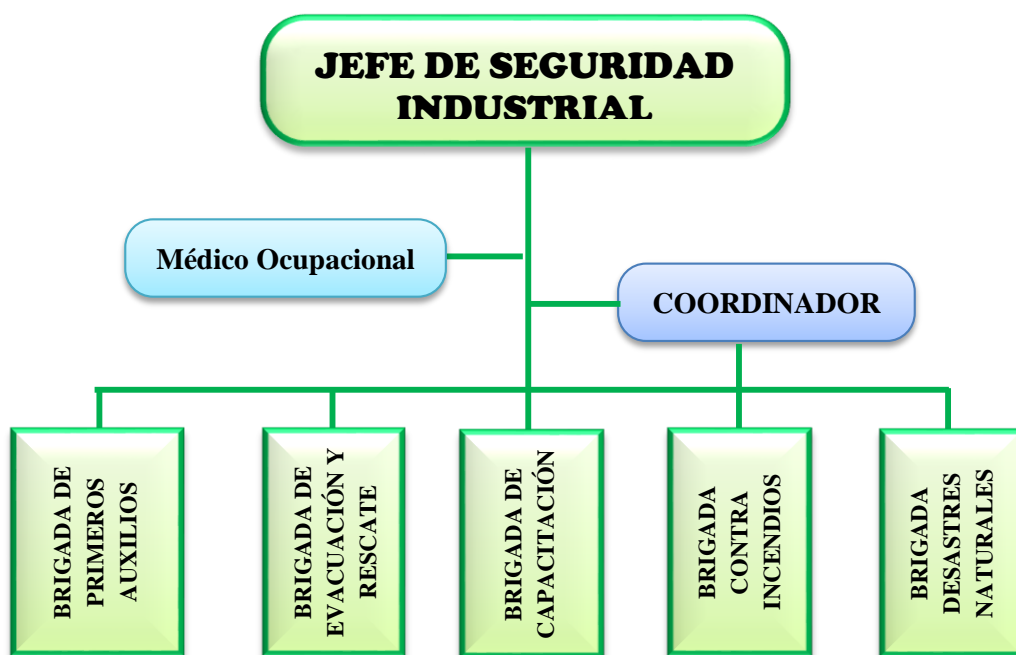 JEFE DE SEGURIDAD
INDUSTRIAL
Médico Ocupacional
COORDINADOR
BRIGADA DE
PRIMEROS
AUXILIOS
BRIGADA DE
EVACUACIÓN Y
RESCATE
BRIGADA DE
CAPACITACIÓN
BRIGADA
CONTRA
INCENDIOS
BRIGADA
DESASTRES
NATURALES